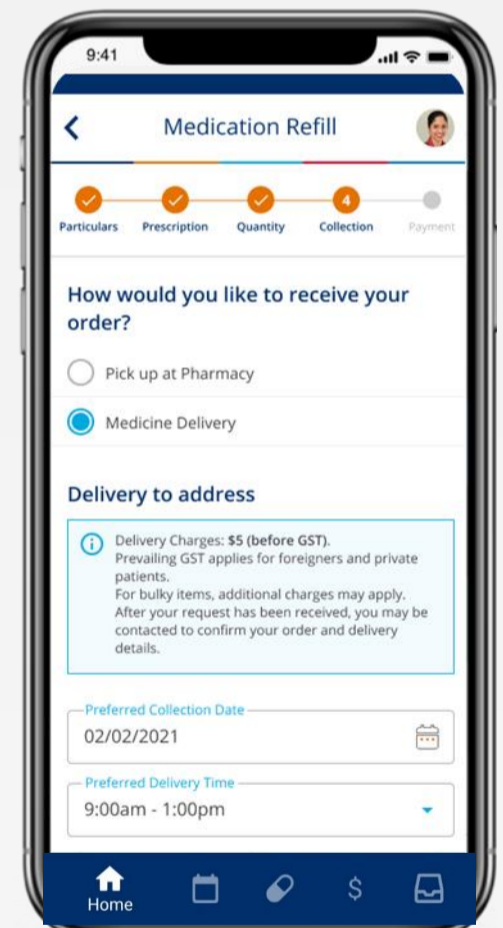 9:41
Medication Refill
4
Particulars Prescription Quantity Collection Payment
How would you like to receive your
order?
Pick up at Pharmacy
Medicine Delivery
Delivery to address
Delivery Charges: $5 (before GST).
Prevailing GST applies for foreigners and private
patients.
For bulky items, additional charges may apply.
After your request has been received, you may be
contacted to confirm your order and delivery
details.
Preferred Collection Date
02/02/2021
Preferred Delivery Time
9:00am - 1:00pm
$
Home